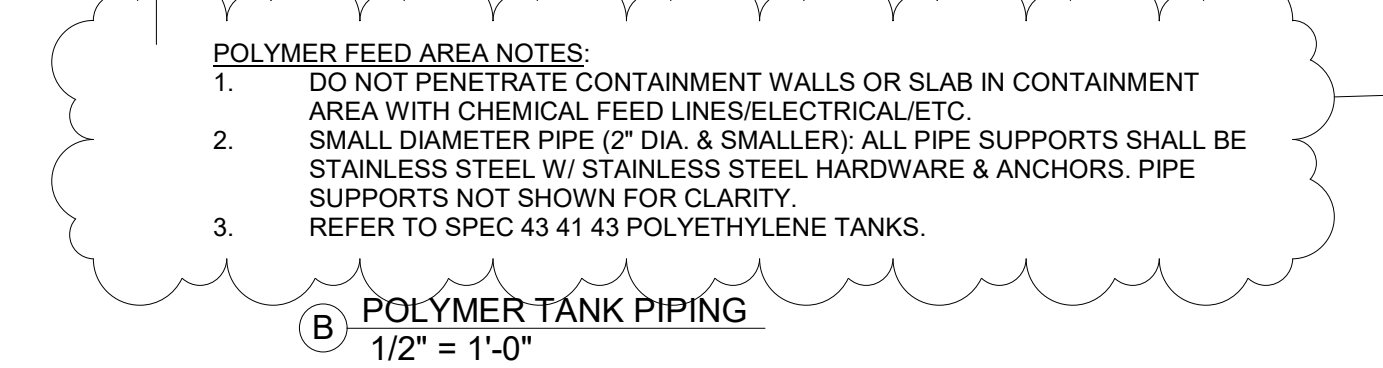 POLYMER FEED AREA NOTES:
1. DO NOT PENETRATE CONTAINMENT WALLS OR SLAB IN CONTAINMENT
AREA WITH CHEMICAL FEED LINES/ELECTRICAL/ETC.
2. SMALL DIAMETER PIPE (2" DIA. & SMALLER): ALL PIPE SUPPORTS SHALL BE
STAINLESS STEEL W/ STAINLESS STEEL HARDWARE & ANCHORS. PIPE
SUPPORTS NOT SHOWN FOR CLARITY.
3. REFER TO SPEC 43 41 43 POLYETHYLENE TANKS.
B POLYMER TANK PIPING
1/2" = 1'-0"